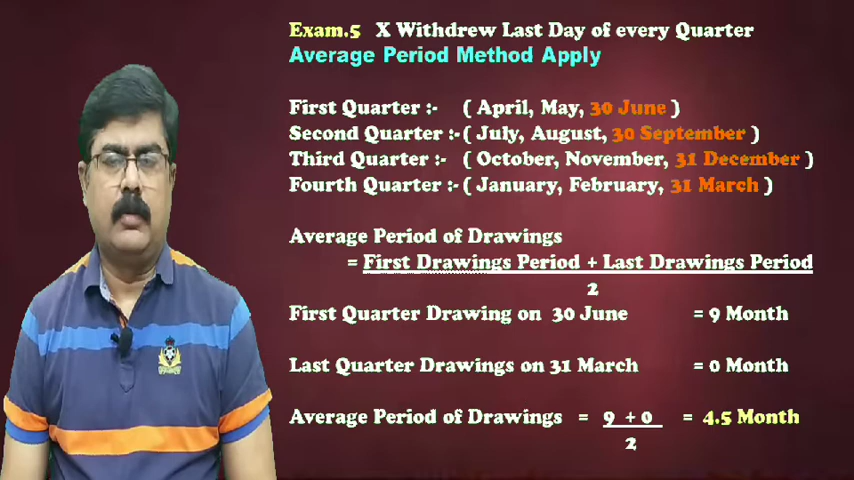 Exam.5 X Withdrew Last Day of every Quarter
Average Period Method Apply
First Quarter :- ( April, May, 30 June )
Second Quarter :- ( July, August, 30 September )
Third Quarter :- ( October, November, 31 December )
Fourth Quarter :- ( January, February, 31 March )
Average Period of Drawings
= First Drawings Period + Last Drawings Period
2
First Quarter Drawing on 30 June = 9 Month
Last Quarter Drawings on 31 March = 0 Month
Average Period of Drawings = 9 + 0 = 4.5 Month
2